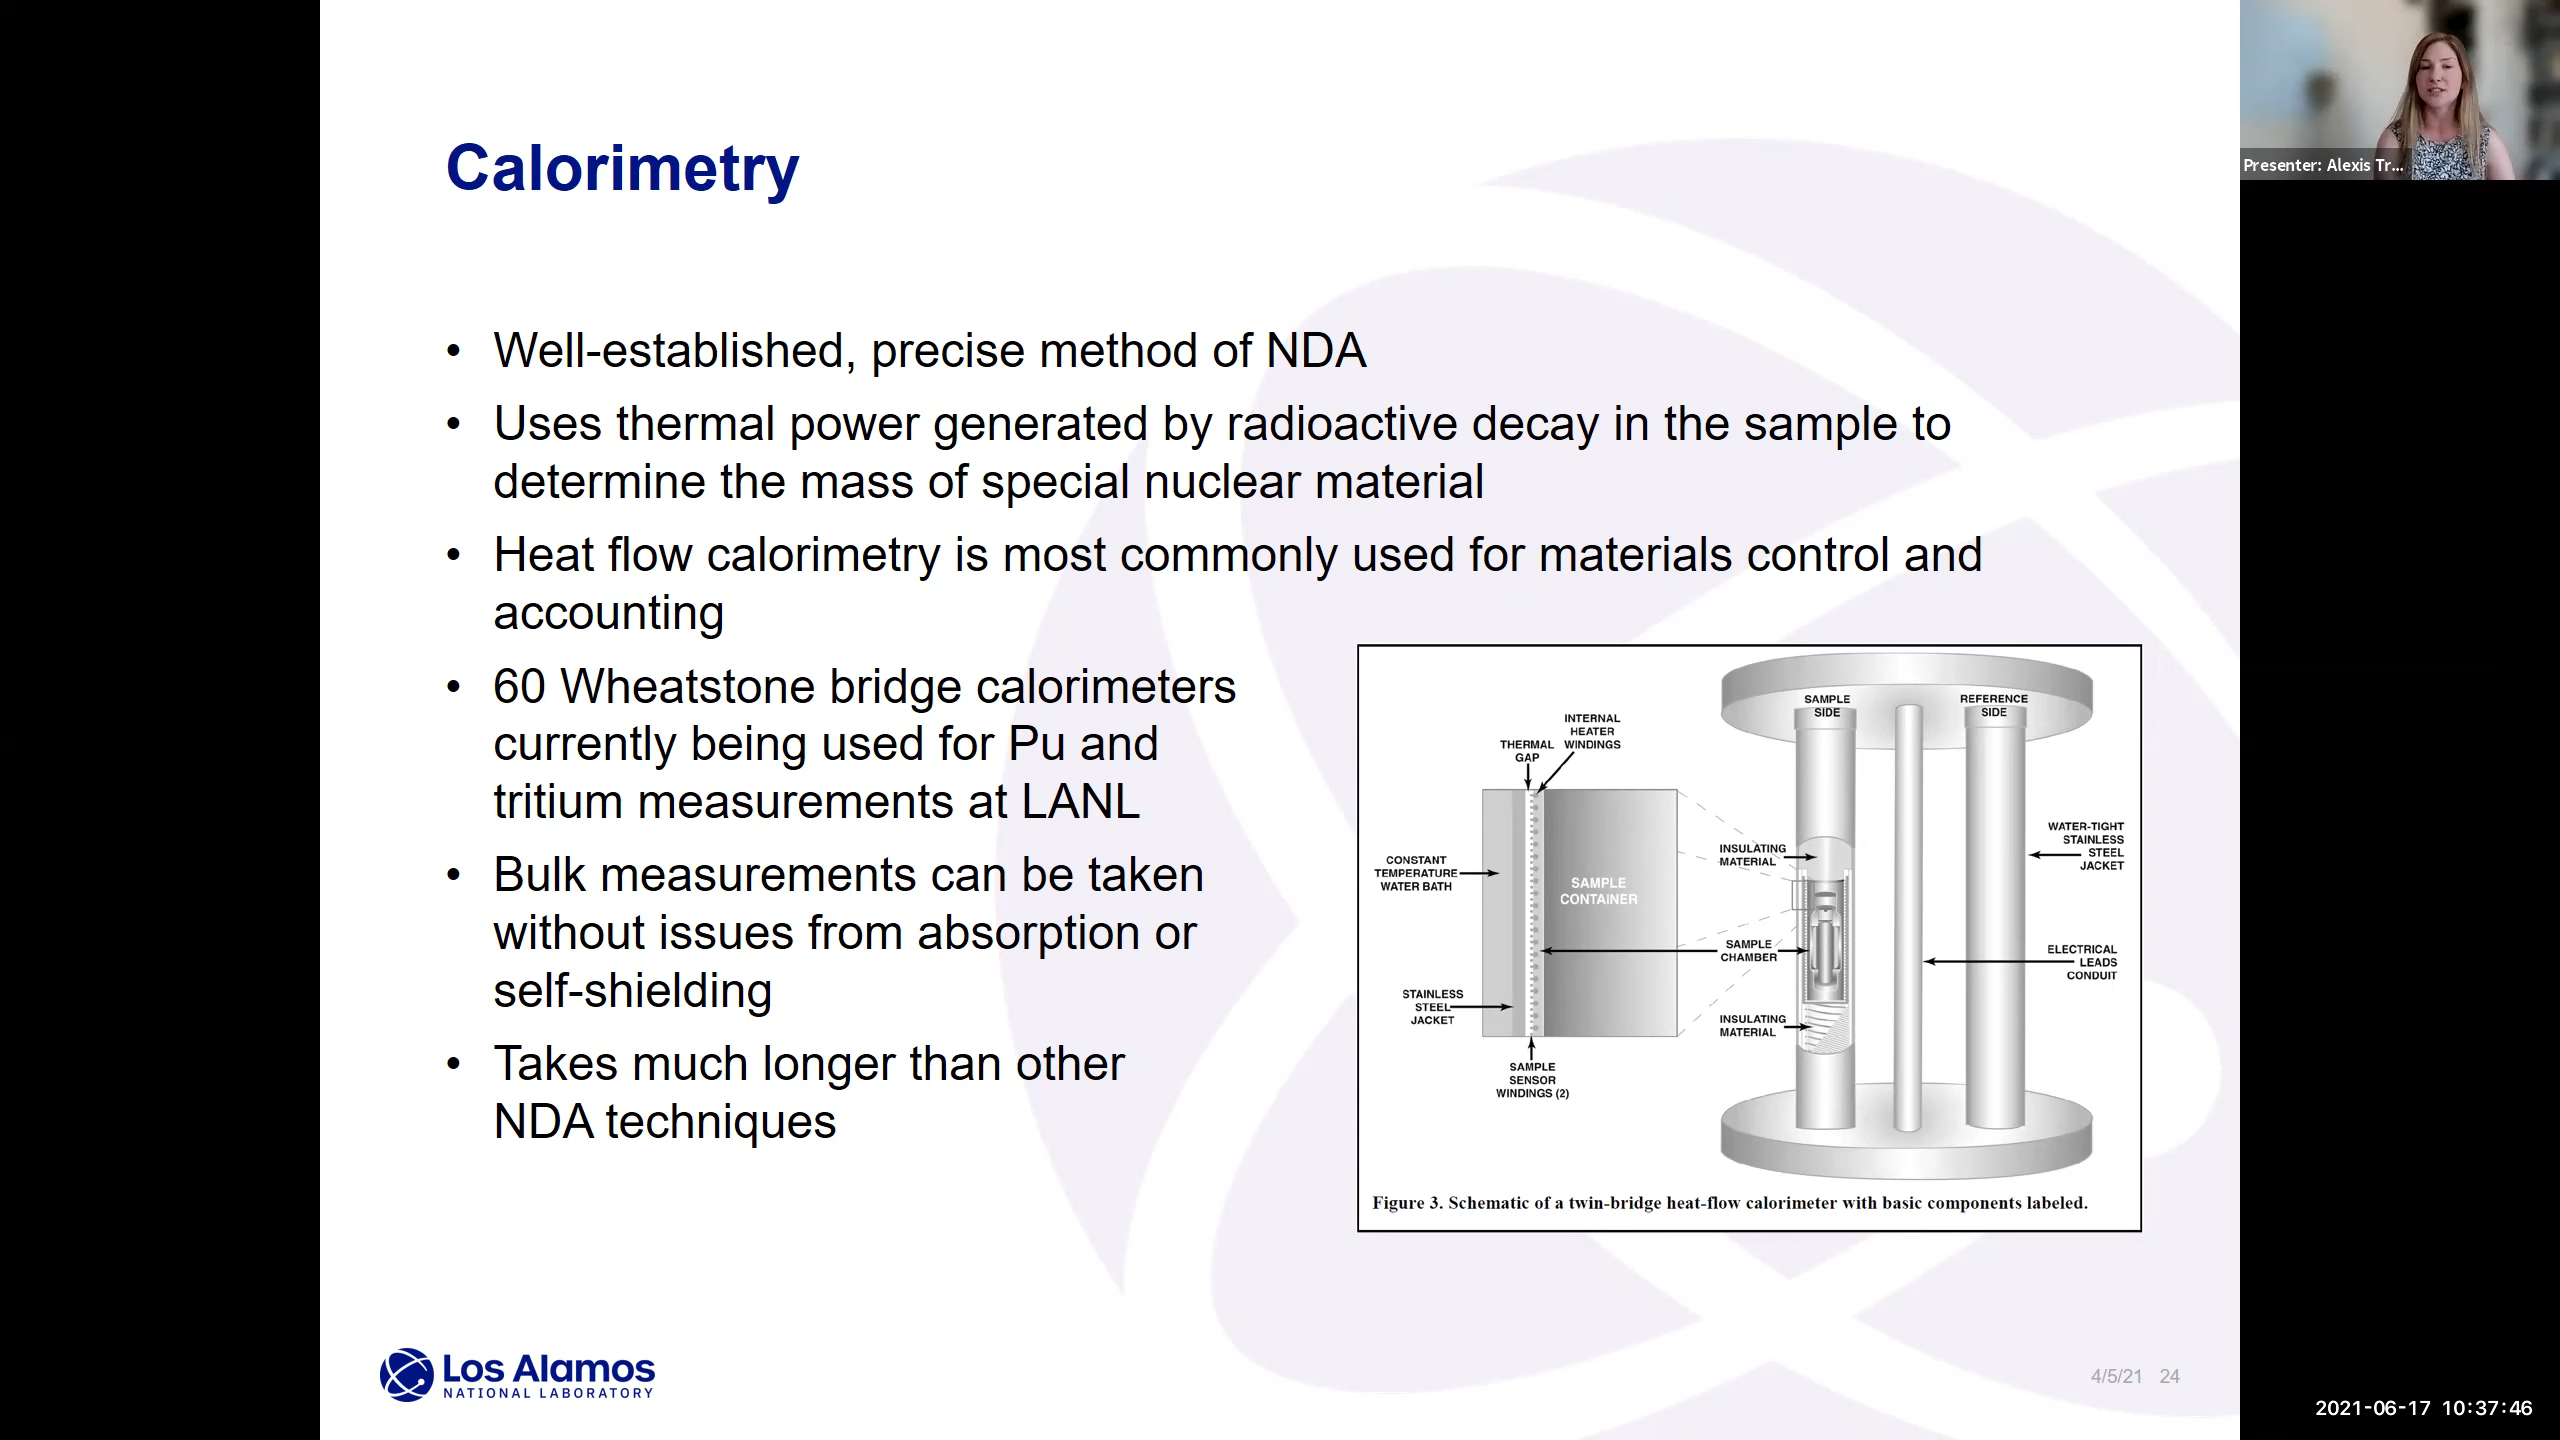 Calorimetry
• Well-established, precise method of NDA
• Uses thermal power generated by radioactive decay in the sample to
determine the mass of special nuclear material
• Heat flow calorimetry is most commonly used for materials control and
accounting
• 60 Wheatstone bridge calorimeters
currently being used for Pu and
tritium measurements at LANL
• Bulk measurements can be taken
without issues from absorption or
self-shielding
• Takes much longer than other
NDA techniques
THERMAL
GAP
INTERNAL
HEATER
WINDINGS
CONSTANT
TEMPERATURE
WATER BATH
SAMPLE
CONTAINER
STAINLESS
STEEL
JACKET
SAMPLE
SENSOR
WINDINGS (2)
SAMPLE
SIDE
REFERENCE
SIDE
INSULATING
MATERIAL
SAMPLE
CHAMBER
INSULATING
MATERIAL
WATER-TIGHT
STAINLESS
STEEL
JACKET
ELECTRICAL
LEADS
CONDUIT
Figure 3. Schematic of a twin-bridge heat-flow calorimeter with basic components labeled.
Los Alamos
NATIONAL LABORATORY
4/5/21 24
Presenter: Alexis Tr...
2021-06-17 10:37:46